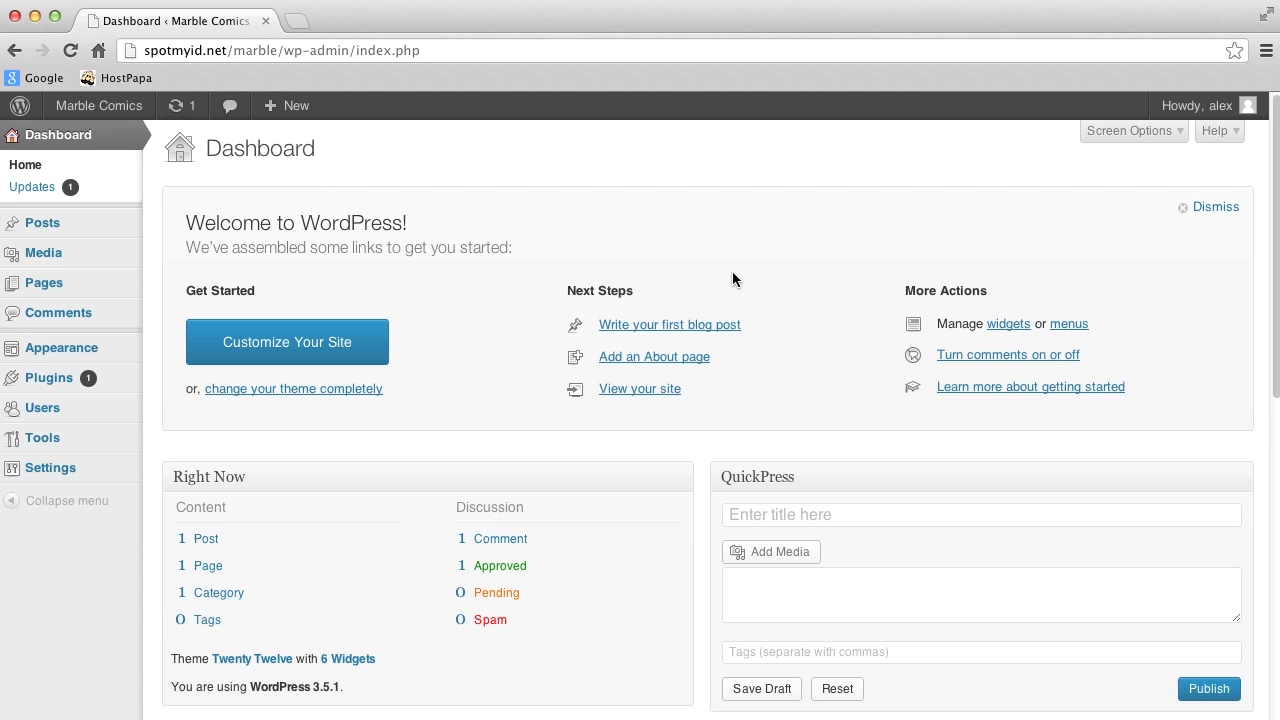 Dashboard ‹ Marble Comics
spotmyid.net/marble/wp-admin/index.php
Google HostPapa
Marble Comics 1 New Howdy, alex
Dashboard
Home
Updates 1
Posts
Media
Pages
Comments
Appearance
Plugins 1
Users
Tools
Settings
Collapse menu
Screen Options Help
Dashboard
Dismiss
Welcome to WordPress!
We've assembled some links to get you started:
Get Started
Customize Your Site
or, change your theme completely
Next Steps
Write your first blog post
Add an About page
View your site
More Actions
Manage widgets or menus
Turn comments on or off
Learn more about getting started
Right Now
Content
1 Post
1 Page
1 Category
0 Tags
Discussion
1 Comment
1 Approved
0 Pending
0 Spam
Theme Twenty Twelve with 6 Widgets
You are using WordPress 3.5.1.
QuickPress
Enter title here
Add Media
Tags (separate with commas)
Save Draft Reset Publish